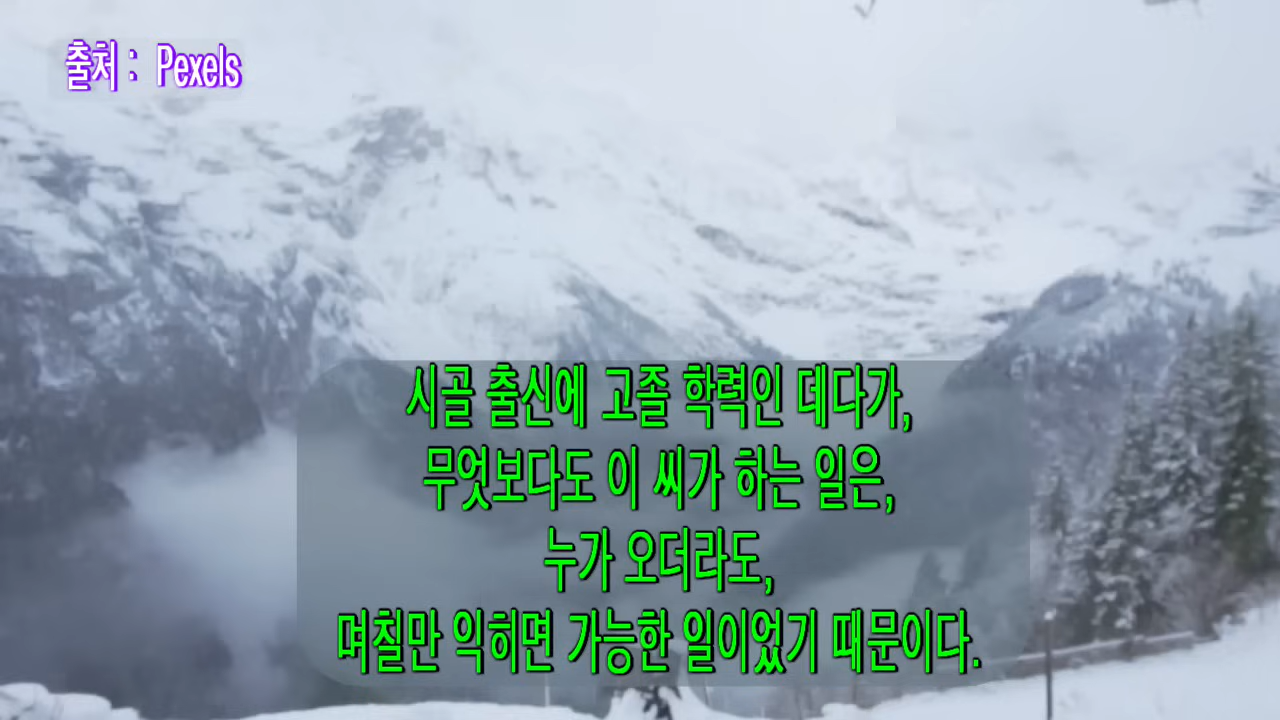 출처 : Pexels
시골 출신에 고졸 학력인 데다가,
무엇보다도 이 씨가 하는 일은,
누가 오더라도,
며칠만 익히면 가능한 일이었기 때문이다.